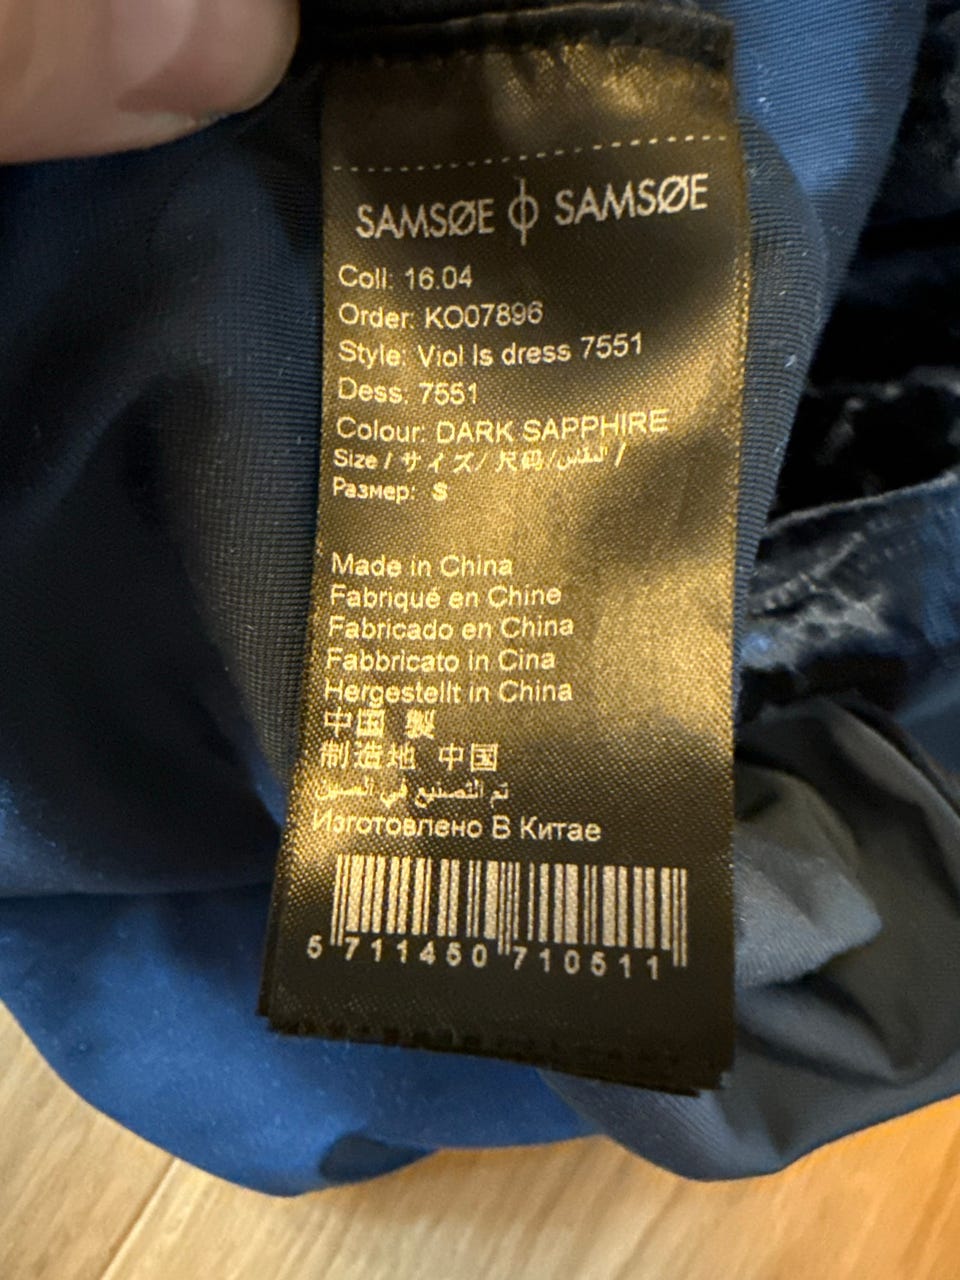 SAMSØE ϕ SAMSØE
Coll: 16.04
Order: KO07896
Style: Viol ls dress 7551
Dess: 7551
Colour: DARK SAPPHIRE
Size / サイズ/ 尺码/المقاس /
Размер: S
Made in China
Fabriqué en Chine
Fabricado en China
Fabbricato in Cina
Hergestellt in China
中国 製
制造地 中国
تم التصنيع في الصين
Изготовлено В Китае
5 711450 710511